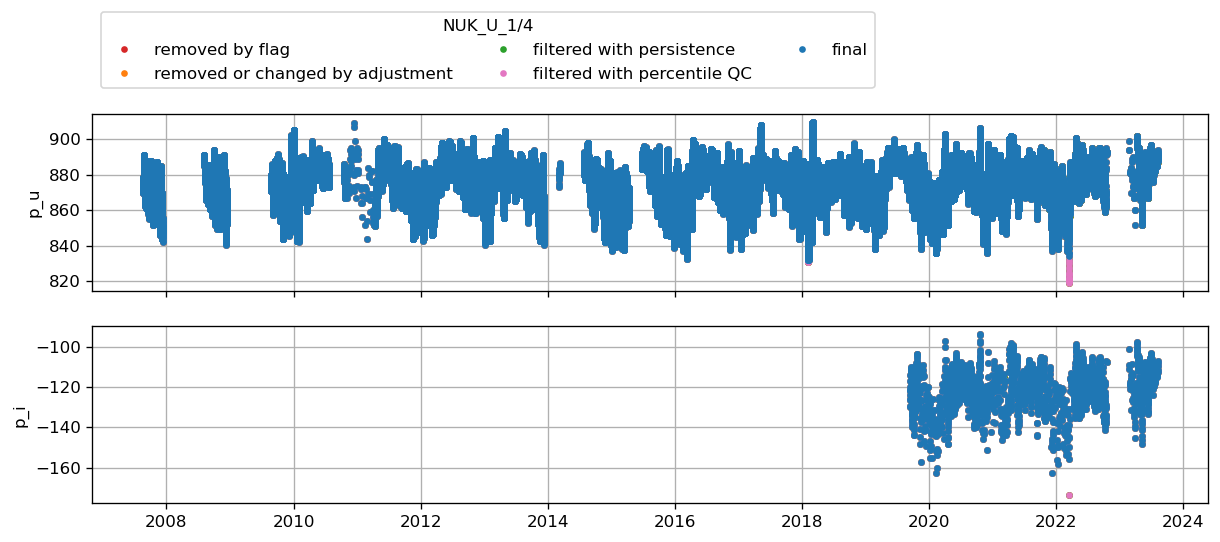 NUK_U_1/4
removed by flag
filtered with persistence
final
removed or changed by adjustment
filtered with percentile QC
p_u
900
880
860
840
820
p_i
−100
−120
−140
−160
2008
2010
2012
2014
2016
2018
2020
2022
2024